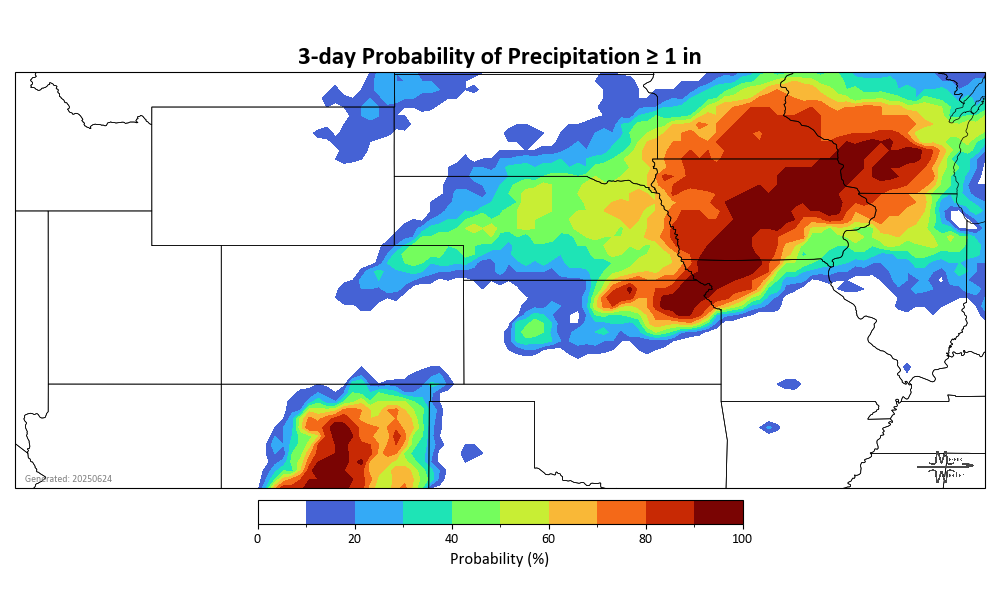 3-day Probability of Precipitation ≥ 1 in
Generated: 20250624
0 20 40 60 80 100
Probability (%)